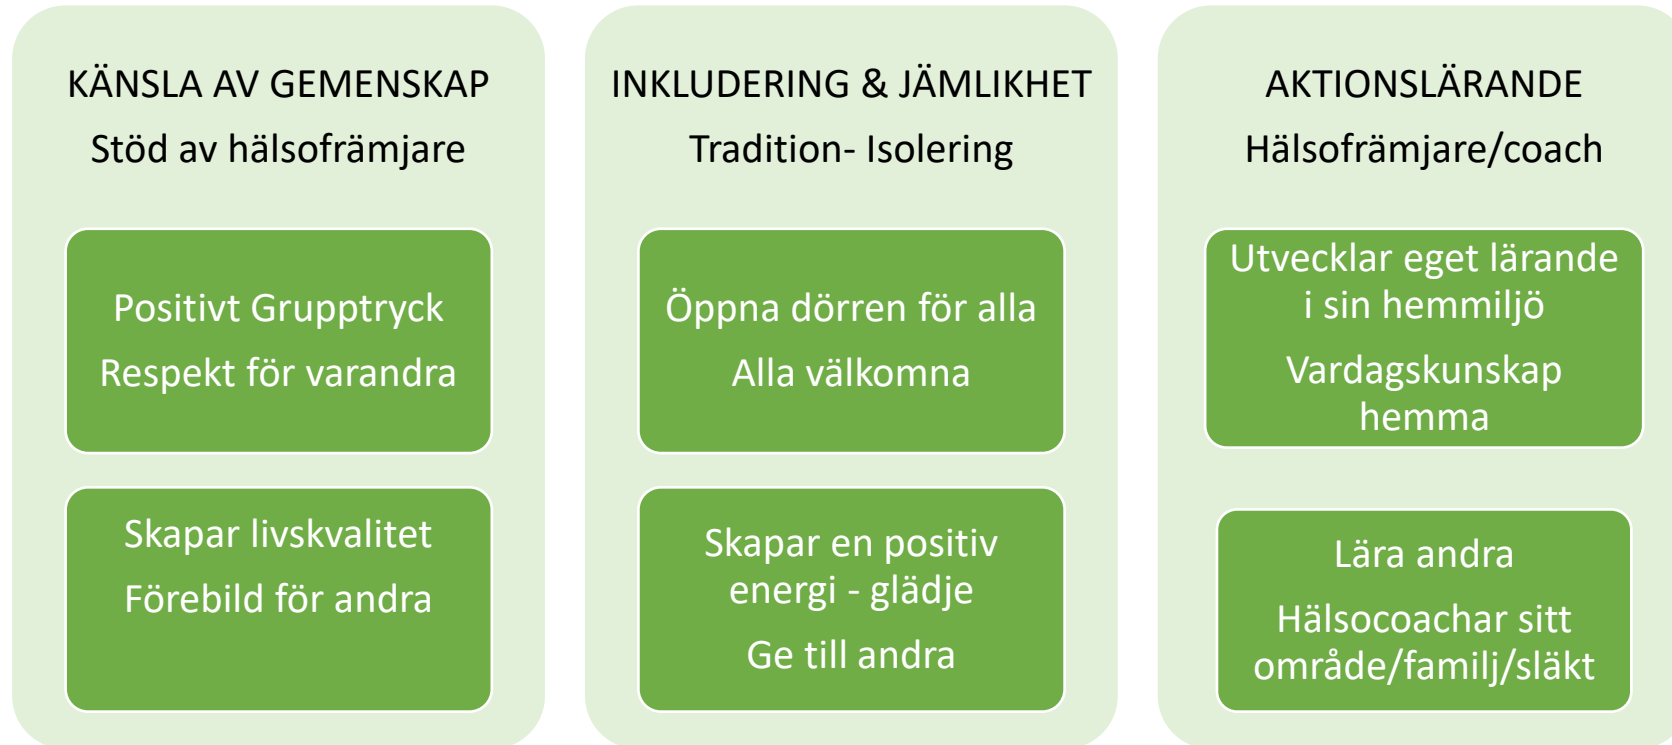 KÄNSLA AV GEMENSKAP
Stöd av hälsofrämjare
Positivt Grupptryck
Respekt för varandra
Skapar livskvalitet
Förebild för andra
INKLUDERING & JÄMLIKHET
Tradition- Isolering
Öppna dörren för alla
Alla välkomna
Skapar en positiv
energi - glädje
Ge till andra
AKTIONSLÄRANDE
Hälsofrämjare/coach
Utvecklar eget lärande
i sin hemmiljö
Vardagskunskap
hemma
Lära andra
Hälsocoachar sitt
område/familj/släkt